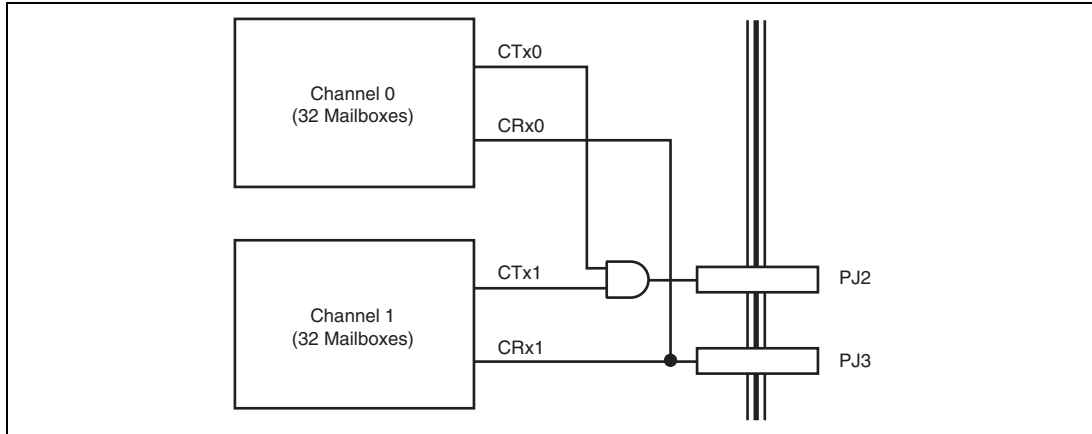 CTx0
Channel 0
(32 Mailboxes)
CRx0
CTx1
PJ2
Channel 1
(32 Mailboxes)
CRx1
PJ3